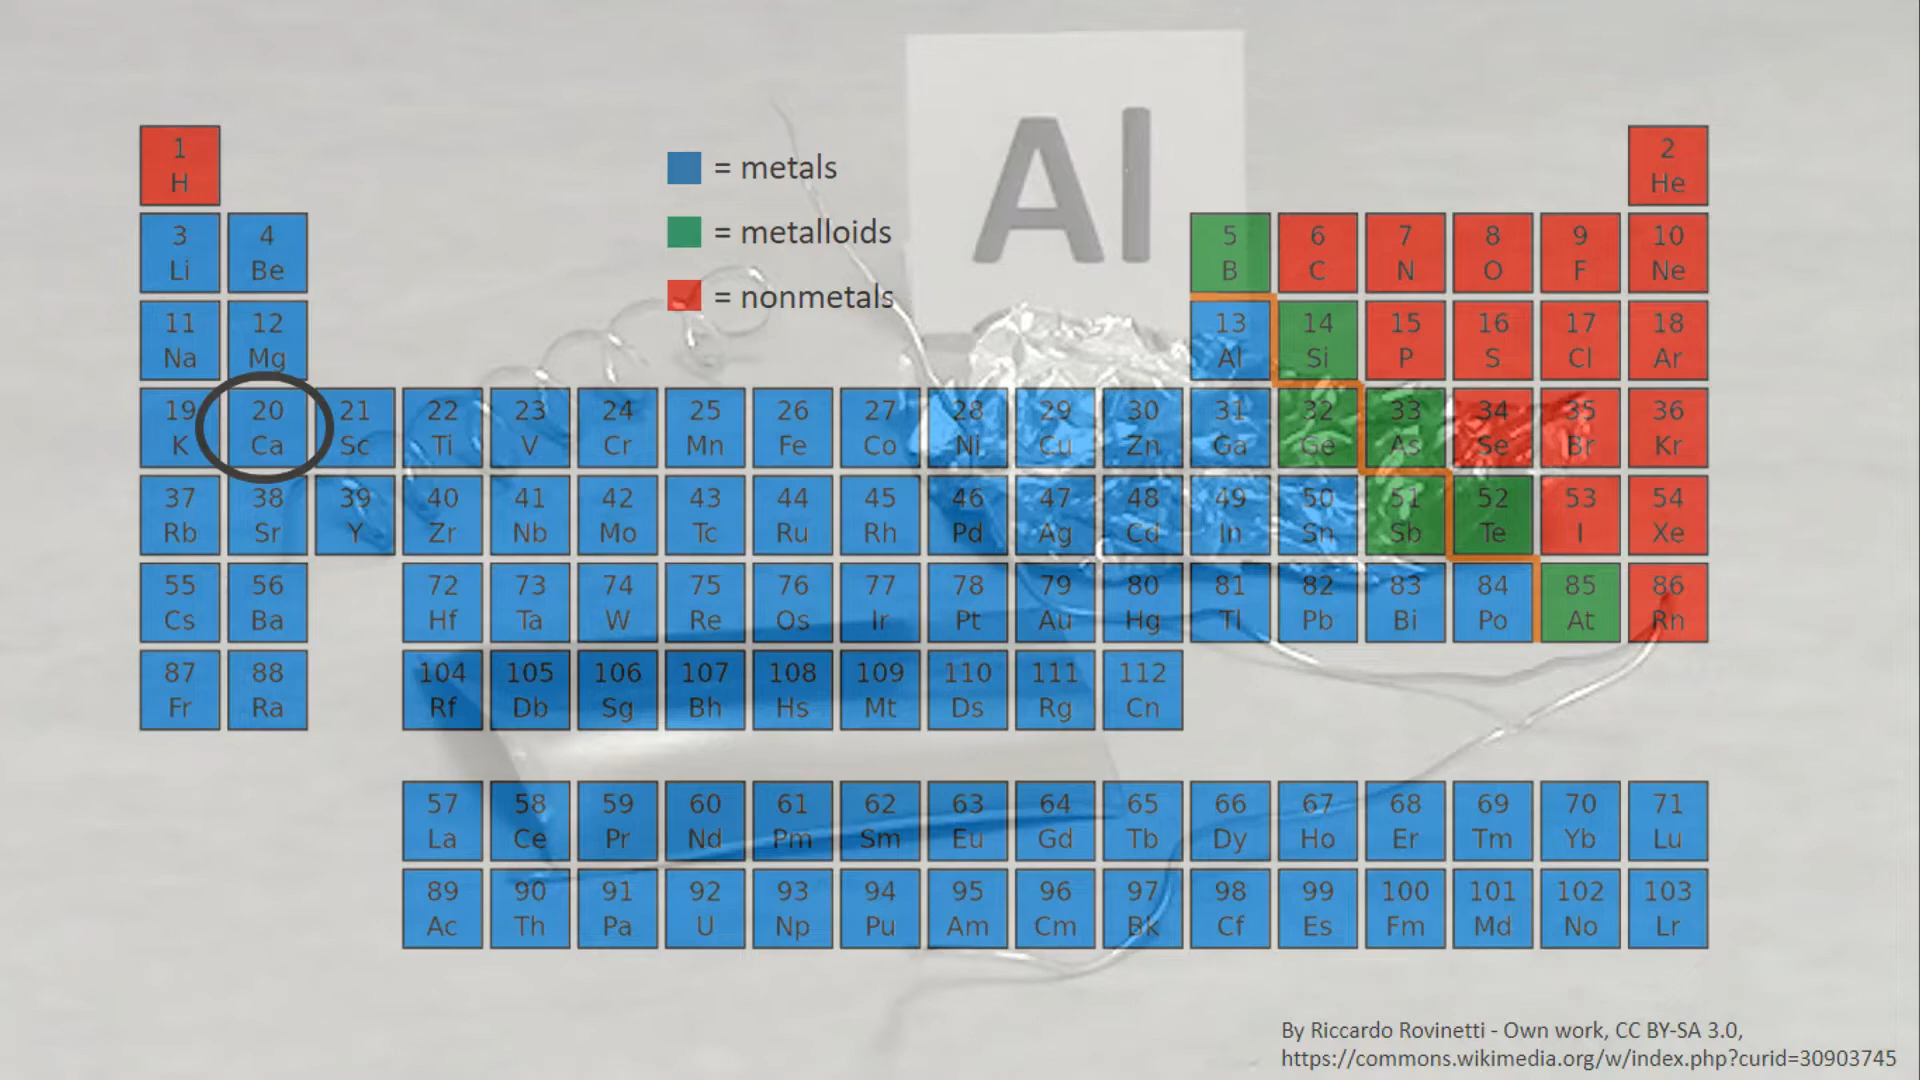 Al
1 2
H = metals He
3 4 = metalloids 5 6 7 8 9 10
Li Be B C N O F Ne
= nonmetals
11 12 13 14 15 16 17 18
Na Mg Al Si P S Cl Ar
19 20 21 22 23 24 25 26 27 28 29 30 31 32 33 34 35 36
K Ca Sc Ti V Cr Mn Fe Co Ni Cu Zn Ga Ge As Se Br Kr
37 38 39 40 41 42 43 44 45 46 47 48 49 50 51 52 53 54
Rb Sr Y Zr Nb Mo Tc Ru Rh Pd Ag Cd In Sn Sb Te I Xe
55 56 72 73 74 75 76 77 78 79 80 81 82 83 84 85 86
Cs Ba Hf Ta W Re Os Ir Pt Au Hg Tl Pb Bi Po At Rn
87 88 104 105 106 107 108 109 110 111 112
Fr Ra Rf Db Sg Bh Hs Mt Ds Rg Cn
57 58 59 60 61 62 63 64 65 66 67 68 69 70 71
La Ce Pr Nd Pm Sm Eu Gd Tb Dy Ho Er Tm Yb Lu
89 90 91 92 93 94 95 96 97 98 99 100 101 102 103
Ac Th Pa U Np Pu Am Cm Bk Cf Es Fm Md No Lr
By Riccardo Rovinetti - Own work, CC BY-SA 3.0,
https://commons.wikimedia.org/w/index.php?curid=30903745